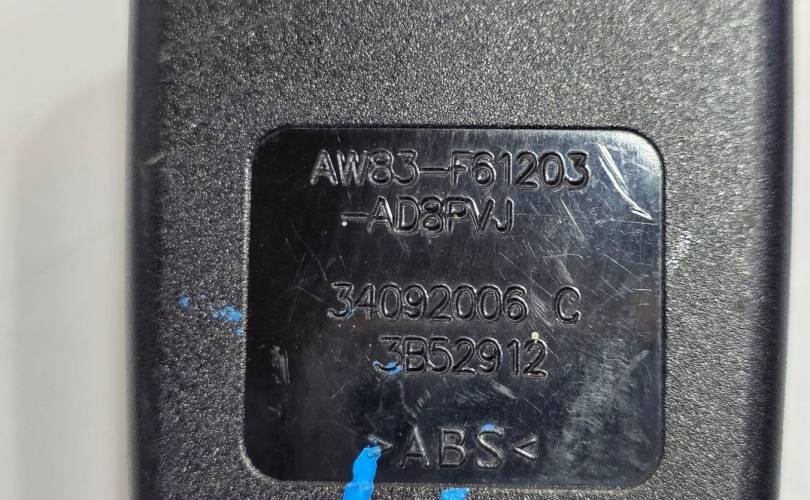 AW83-F61203
-AD8PVJ
34092006 C
3B52912
>ABS<